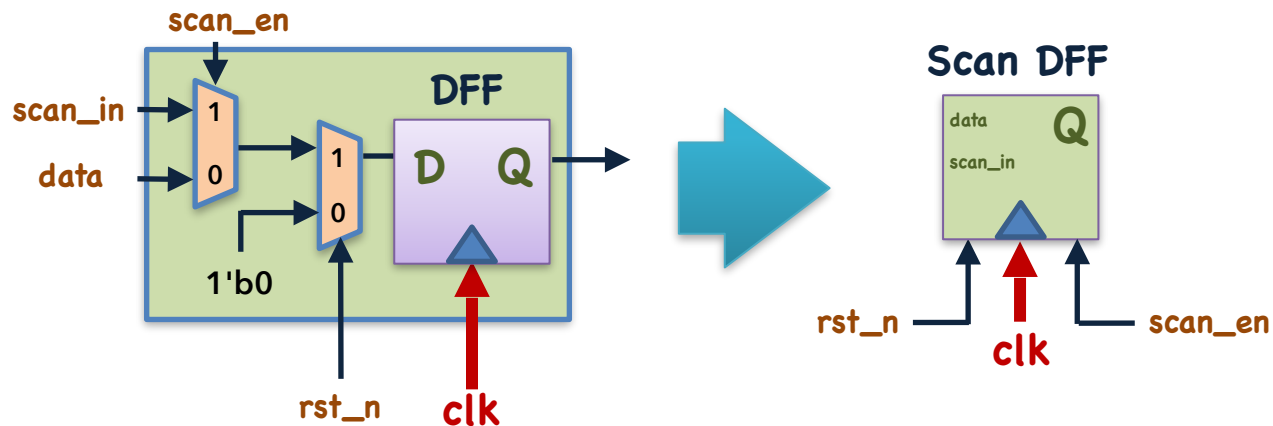 scan_en
scan_in
data
1
0
1
0
1'b0
DFF
D Q
rst_n
clk
Scan DFF
data
Q
scan_in
rst_n
clk
scan_en